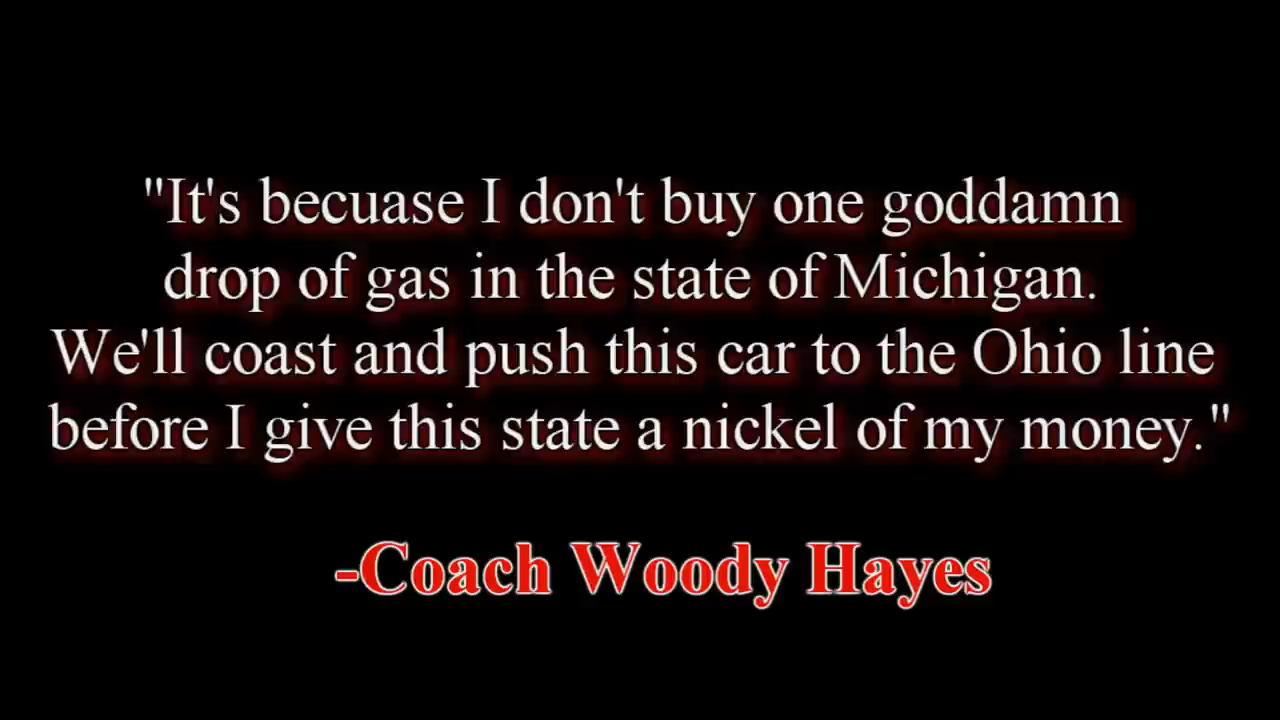 "It's becuase I don't buy one goddamn
drop of gas in the state of Michigan.
We'll coast and push this car to the Ohio line
before I give this state a nickel of my money."
-Coach Woody Hayes